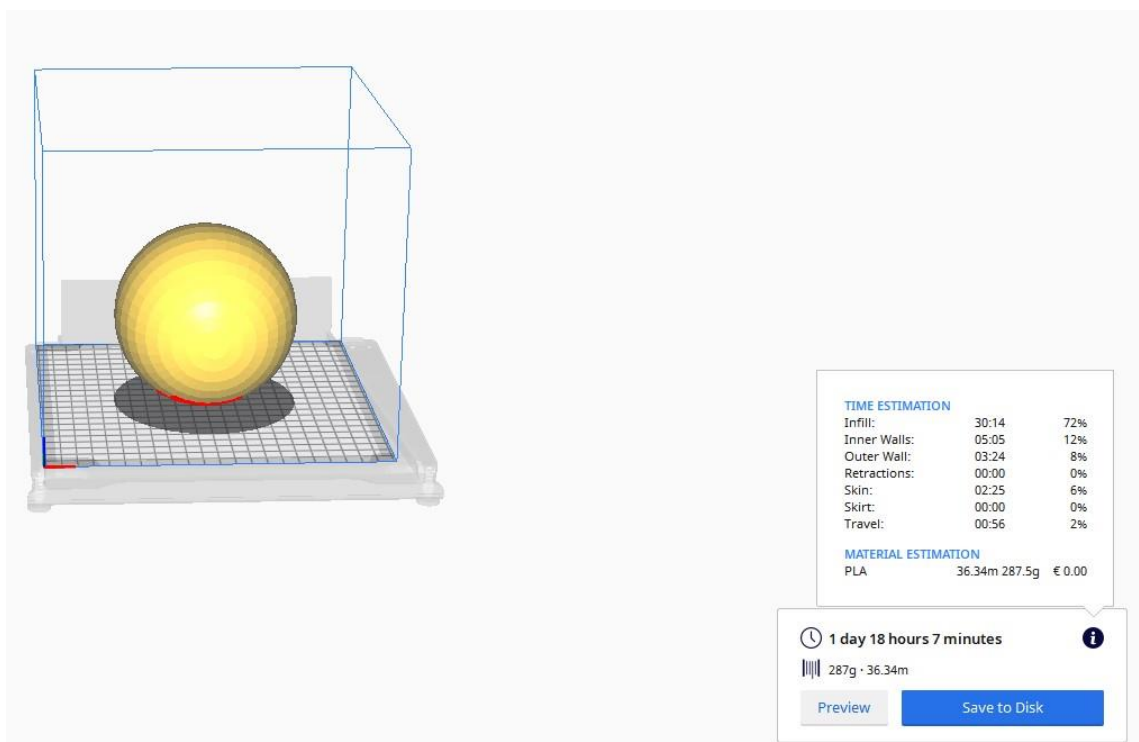 TIME ESTIMATION
Infill: 30:14 72%
Inner Walls: 05:05 12%
Outer Wall: 03:24 8%
Retractions: 00:00 0%
Skin: 02:25 6%
Skirt: 00:00 0%
Travel: 00:56 2%
MATERIAL ESTIMATION
PLA 36.34m 287.5g € 0.00
1 day 18 hours 7 minutes
287g · 36.34m
Preview Save to Disk